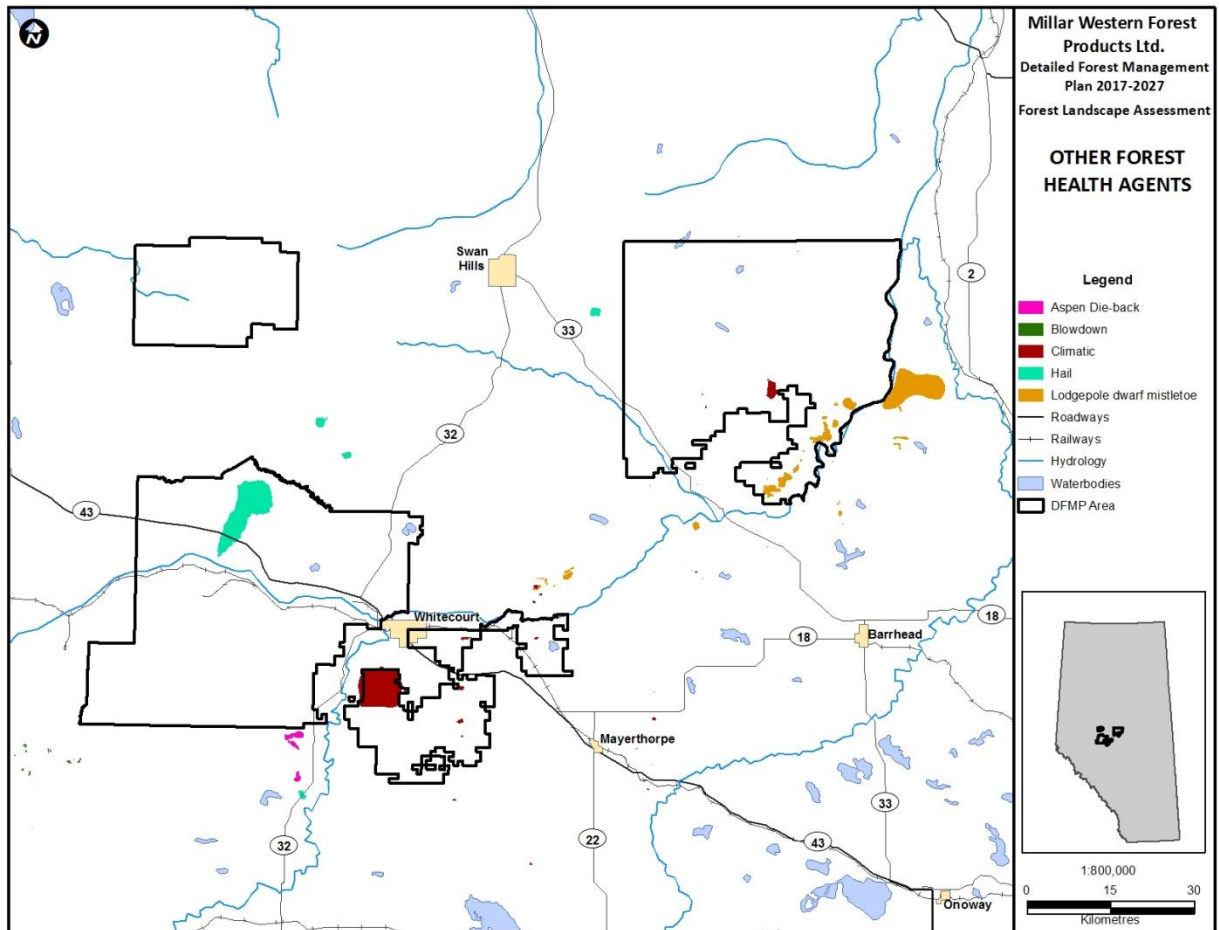 Millar Western Forest
Products Ltd.
Detailed Forest Management
Plan 2017-2027
Forest Landscape Assessment
OTHER FOREST
HEALTH AGENTS
Legend
Aspen Die-back
Blowdown
Climatic
Hail
Lodgepole dwarf mistletoe
Roadways
Railways
Hydrology
Waterbodies
DFMP Area
1:800,000
0 15 30
Kilometres
N
Swan
Hills
2
33
32
43
Whitecourt
18
18
Barrhead
Mayerthorpe
33
32
22
43
Onoway